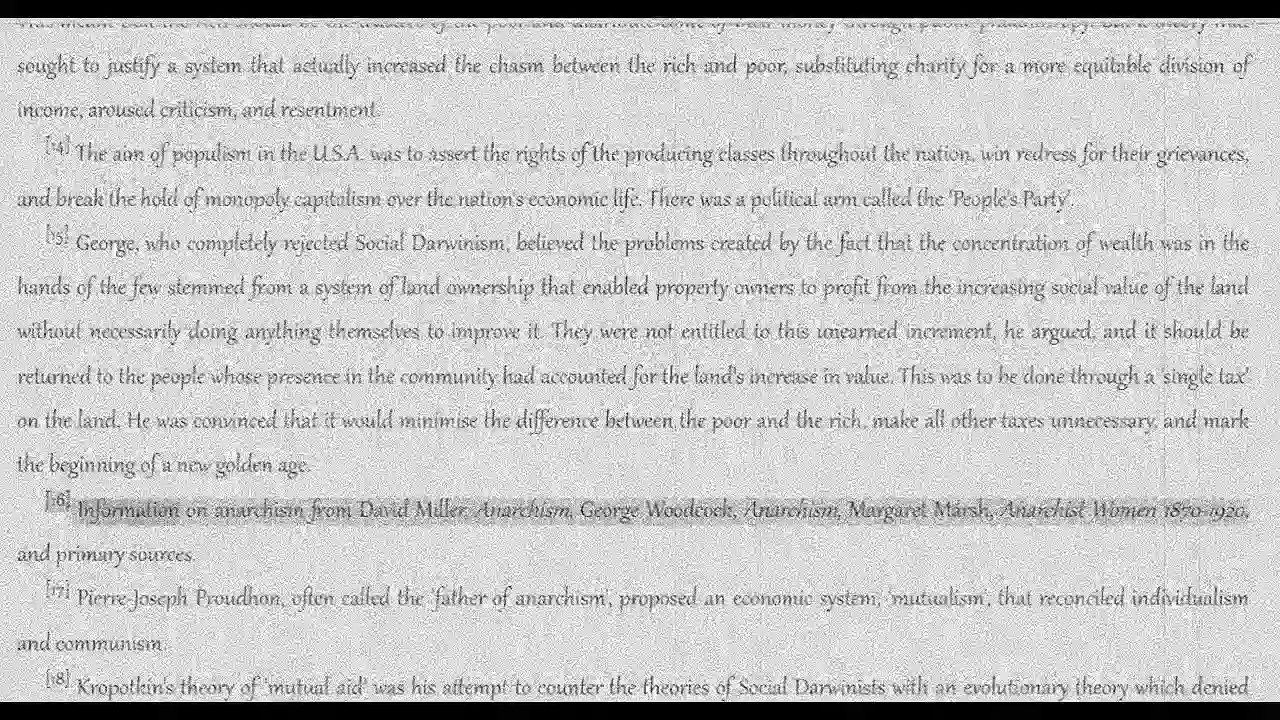 sought to justify a system that actually increased the chasm between the rich and poor, substituting charity for a more equitable division of
income, aroused criticism, and resentment.
[14] The aim of populism in the U.S.A. was to assert the rights of the producing classes throughout the nation, win redress for their grievances,
and break the hold of monopoly capitalism over the nation's economic life. There was a political arm called the 'People's Party'.
[15] George, who completely rejected Social Darwinism, believed the problems created by the fact that the concentration of wealth was in the
hands of the few stemmed from a system of land ownership that enabled property owners to profit from the increasing social value of the land
without necessarily doing anything themselves to improve it. They were not entitled to this unearned increment, he argued, and it should be
returned to the people whose presence in the community had accounted for the land's increase in value. This was to be done through a 'single tax'
on the land. He was convinced that it would minimise the difference between the poor and the rich, make all other taxes unnecessary, and mark
the beginning of a new golden age.
[16] Information on anarchism from David Miller, Anarchism, George Woodcock, Anarchism, Margaret Marsh, Anarchist Women 1870-1920,
and primary sources.
[17] Pierre-Joseph Proudhon, often called the 'father of anarchism', proposed an economic system, 'mutualism', that reconciled individualism
and communism.
[18] Kropotkin's theory of 'mutual aid' was his attempt to counter the theories of Social Darwinists with an evolutionary theory which denied